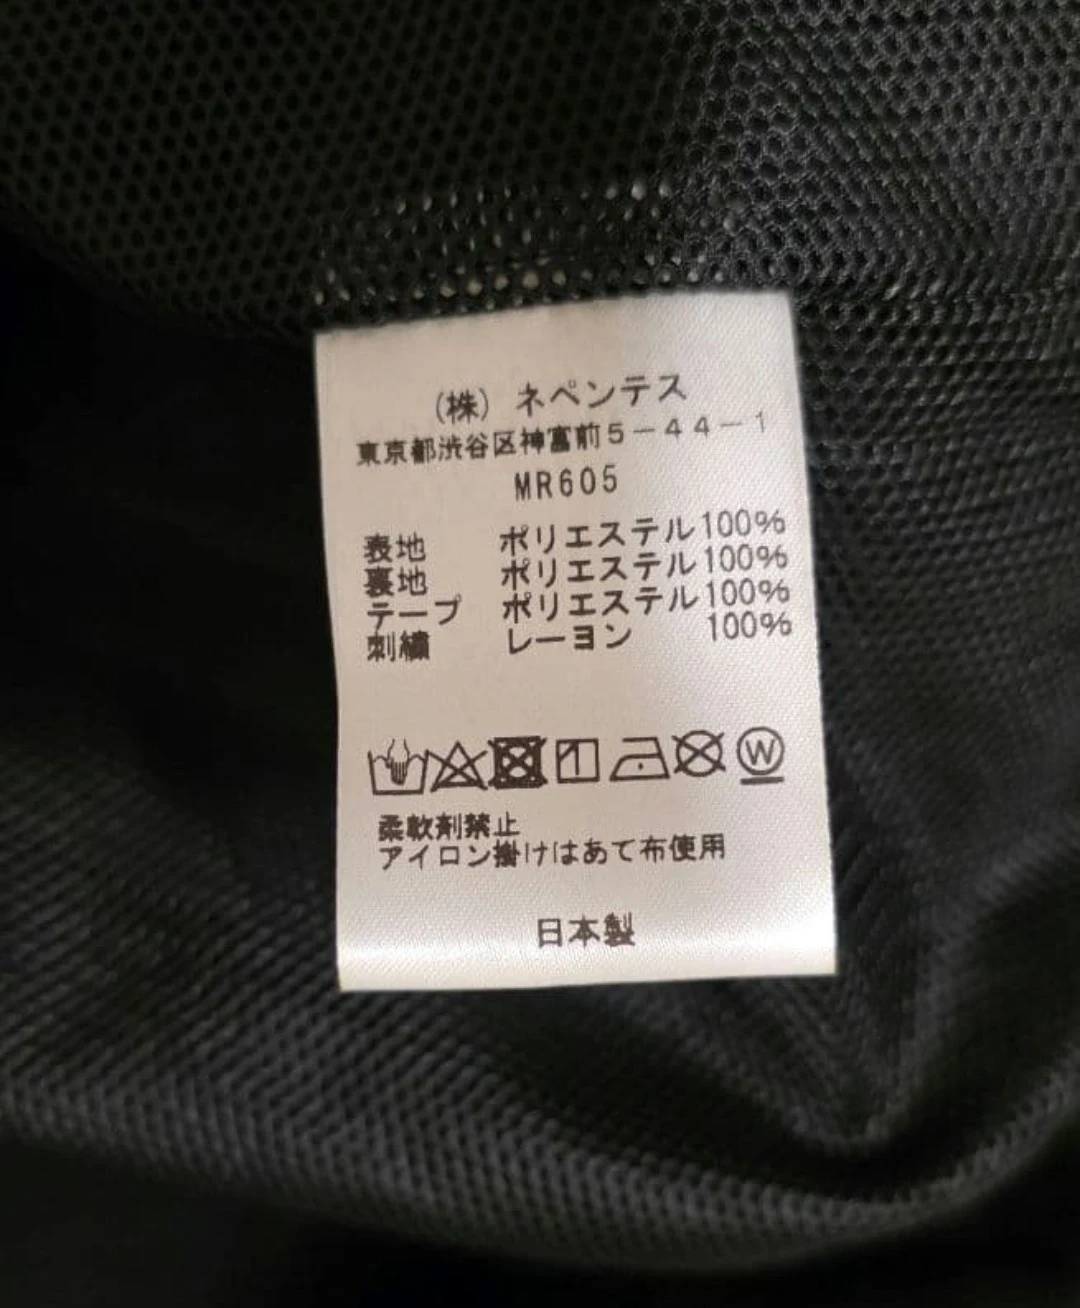 (株) ネペンテス
東京都渋谷区神富前5-44-1
MR605
表地 ポリエステル100%
裏地 ポリエステル100%
テープ ポリエステル100%
刺繍 レーヨン 100%
W
柔軟剤禁止
アイロン掛けはあて布使用
日本製